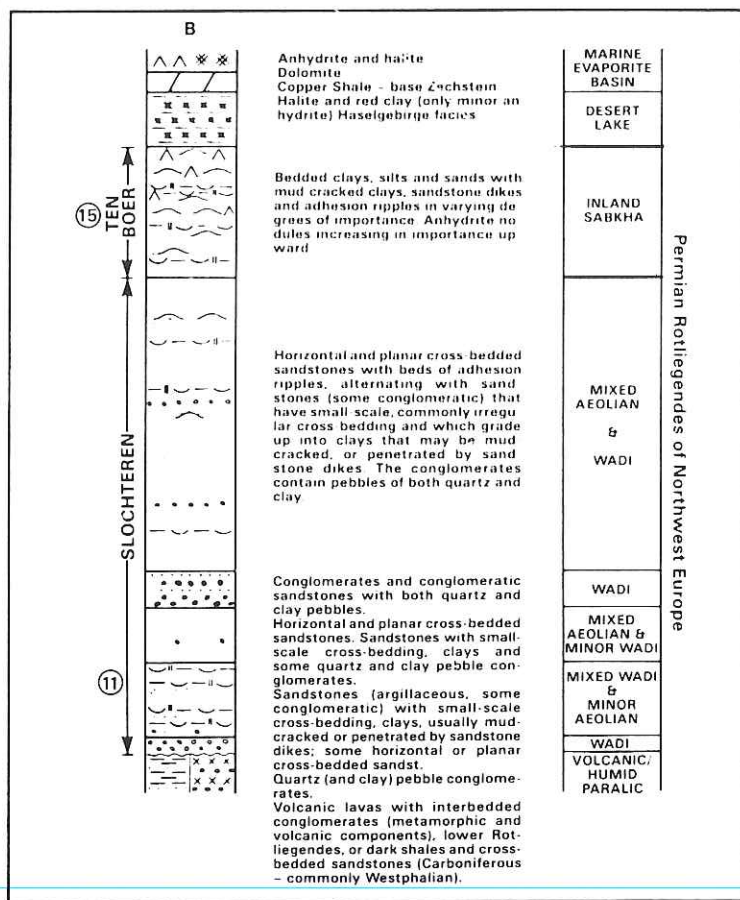 B
Anhydrite and halite
Dolomite
Copper Shale - base Zechstein
Halite and red clay (only minor an
hydrite) Haselgebirge facies
MARINE
EVAPORITE
BASIN
DESERT
LAKE
15
TEN
BOER
Bedded clays, silts and sands with
mud cracked clays, sandstone dikes
and adhesion ripples in varying de
grees of importance. Anhydrite no
dules increasing in importance up
ward
INLAND
SABKHA
SLOCHTEREN
Horizontal and planar cross-bedded
sandstones with beds of adhesion
ripples, alternating with sand
stones (some conglomeratic) that
have small-scale, commonly irregu
lar cross bedding and which grade
up into clays that may be mud
cracked, or penetrated by sand
stone dikes. The conglomerates
contain pebbles of both quartz and
clay
MIXED
AEOLIAN
&
WADI
Conglomerates and conglomeratic
sandstones with both quartz and
clay pebbles.
WADI
Horizontal and planar cross-bedded
sandstones. Sandstones with small-
scale cross-bedding, clays and
some quartz and clay pebble con-
glomerates.
MIXED
AEOLIAN &
MINOR WADI
11
Sandstones (argillaceous, some
conglomeratic) with small-scale
cross-bedding, clays, usually mud-
cracked or penetrated by sandstone
dikes; some horizontal or planar
cross-bedded sandst.
MIXED WADI
&
MINOR
AEOLIAN
Quartz (and clay) pebble conglome-
rates.
WADI
Volcanic lavas with interbedded
conglomerates (metamorphic and
volcanic components), lower Rot-
liegendes, or dark shales and cross-
bedded sandstones (Carboniferous
– commonly Westphalian).
VOLCANIC/
HUMID
PARALIC
Permian Rotliegendes of Northwest Europe